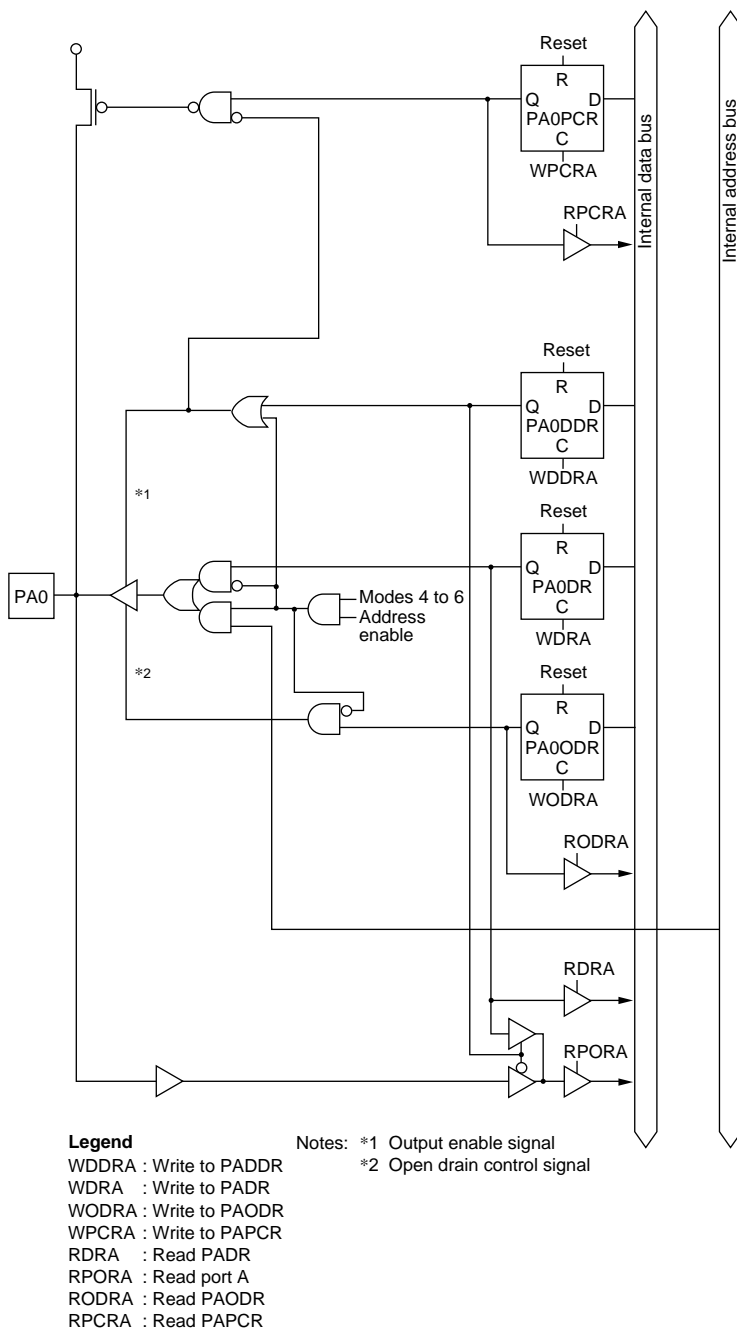 Reset
R
Q D
PA0PCR
C
WPCRA
RPCRA
Internal data bus
Internal address bus
Reset
R
Q D
PA0DDR
C
WDDRA
*1
Reset
R
Q D
PA0DR
C
WDRA
PA0
Modes 4 to 6
Address
enable
*2
Reset
R
Q D
PA0ODR
C
WODRA
RODRA
RDRA
RPORA
Legend
WDDRA : Write to PADDR
WDRA : Write to PADR
WODRA : Write to PAODR
WPCRA : Write to PAPCR
RDRA : Read PADR
RPORA : Read port A
RODRA : Read PAODR
RPCRA : Read PAPCR
Notes: *1 Output enable signal
*2 Open drain control signal